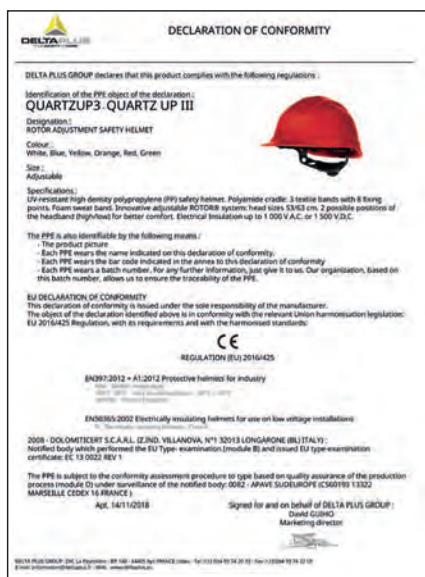 DELTAPLUS
DECLARATION OF CONFORMITY
DELTA PLUS GROUP declares that this product complies with the following regulations :
Identification of the PPE object of the declaration :
QUARTZUP3 - QUARTZ UP III
Designation :
ROTOR ADJUSTMENT SAFETY HELMET
Colour :
White, Blue, Yellow, Orange, Red, Green
Size :
Adjustable
Specifications :
UV-resistant high density polypropylene (PP) safety helmet. Polyamide cradle: 3 textile bands with 8 fixing
points. Foam sweat band. Innovative adjustable ROTOR® system: head sizes 53/63 cm. 2 possible positions of
the headband (high/low) for better comfort. Electrical Insulation up to 1 000 V.A.C. or 1 500 V.D.C.
The PPE is also identifiable by the following means :
- The product picture
- Each PPE wears the name indicated on this declaration of conformity.
- Each PPE wears the bar code indicated in the annex to this declaration of conformity
- Each PPE wears a batch number. For any further information, just give it to us. Our organization, based on
this batch number, allows us to ensure the traceability of the PPE.
EU DECLARATION OF CONFORMITY
This declaration of conformity is issued under the sole responsibility of the manufacturer.
The object of the declaration identified above is in conformity with the relevant Union harmonisation legislation:
EU 2016/425 Regulation, with its requirements and with the harmonised standards:
CE
REGULATION (EU) 2016/425
EN397:2012 + A1:2012 Protective helmets for industry
EN50365:2002 Electrically insulating helmets for use on low voltage installations
2008 - DOLOMITICERT S.C.A.R.L. (Z.IND. VILLANOVA, N°1 32013 LONGARONE (BL) ITALY) :
Notified body which performed the EU Type- examination (module B) and issued EU type-examination
certificate: EC 13 0022 REV 1
The PPE is subject to the conformity assessment procedure to type based on quality assurance of the production
process (module D) under surveillance of the notified body: 0082 - APAVE SUDEUROPE (CS60193 13322
MARSEILLE CEDEX 16 FRANCE )
Apt, 14/11/2018
Signed for and on behalf of DELTA PLUS GROUP :
David GUIHO
Marketing director